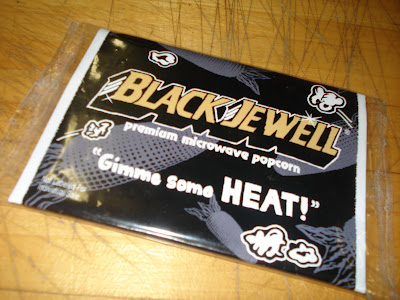 BLACK JEWELL
premium microwave popcorn
"Gimme some HEAT!"